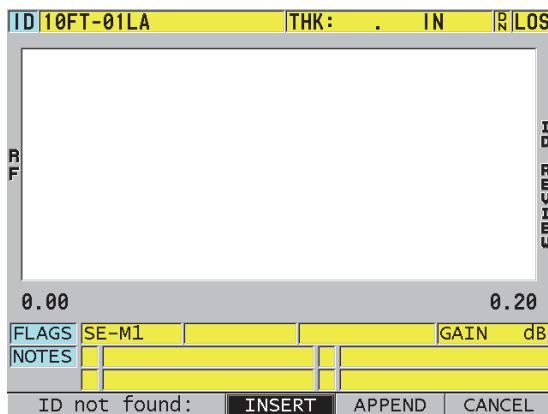 ID 10FT-01LA THK: . IN DN LOS
RF
ID REVIEW
0.00 0.20
FLAGS SE-M1 GAIN dB
NOTES
ID not found: INSERT APPEND CANCEL